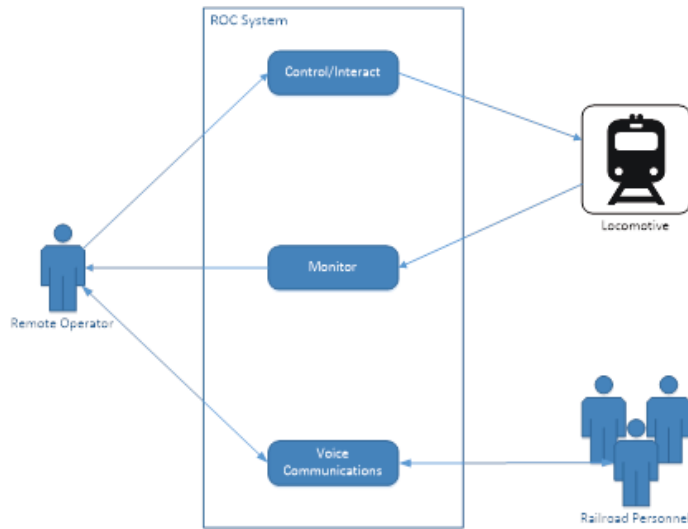 ROC System
Control/Interact
Locomotive
Monitor
Remote Operator
Voice
Communications
Railroad Personnel